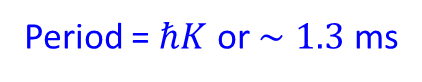 Period = ℏK or ~ 1.3 ms